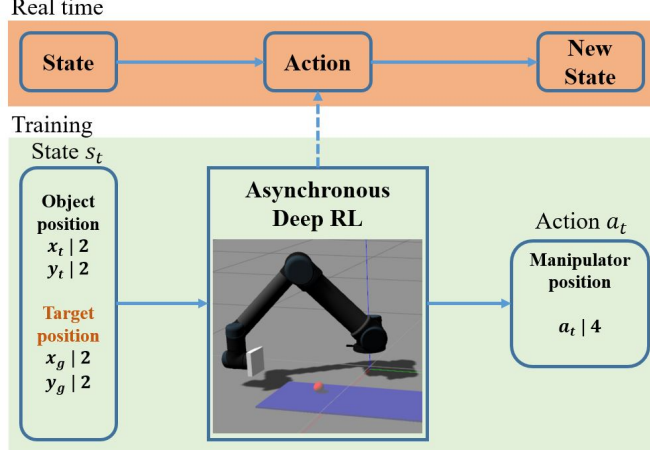 Real time
State
Action
New
State
Training
State s_t
Object
position
x_t | 2
y_t | 2
Target
position
x_g | 2
y_g | 2
Asynchronous
Deep RL
Action a_t
Manipulator
position
a_t | 4